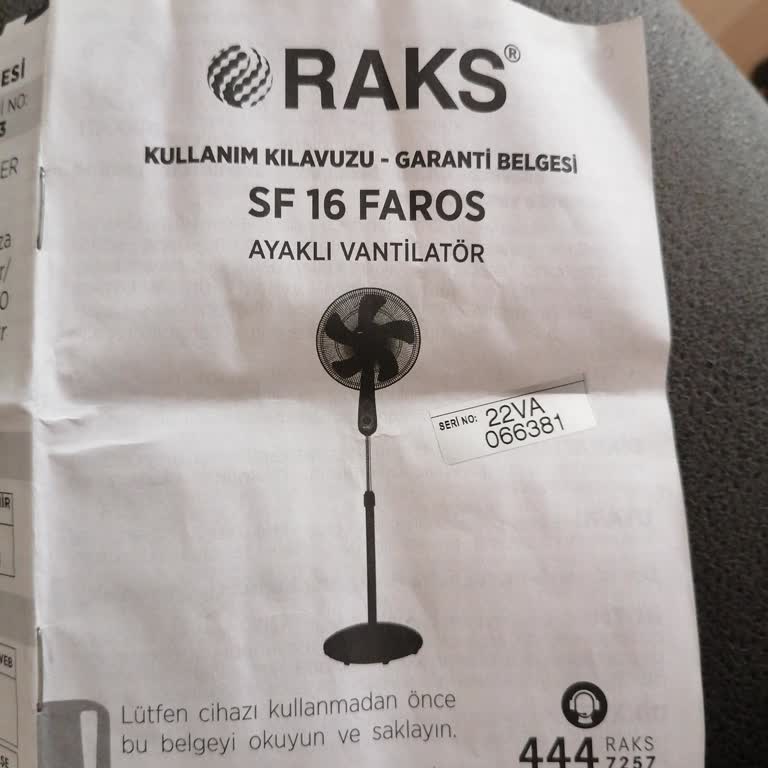 RAKS®
KULLANIM KILAVUZU - GARANTİ BELGESİ
SF 16 FAROS
AYAKLI VANTİLATÖR
SERİ NO: 22VA
066381
Lütfen cihazı kullanmadan önce
bu belgeyi okuyun ve saklayın.
444 RAKS
7257